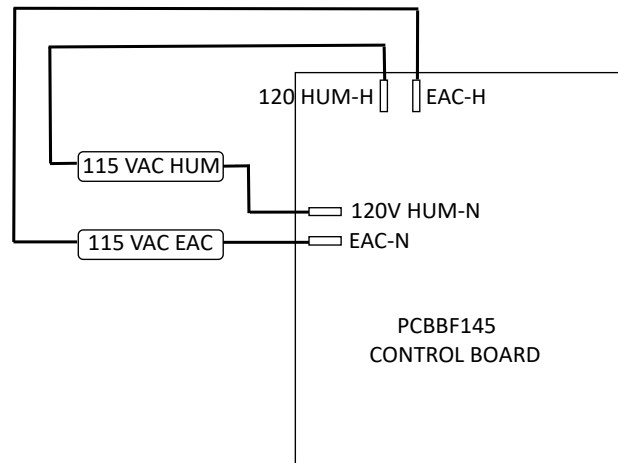 120 HUM-H
EAC-H
115 VAC HUM
120V HUM-N
115 VAC EAC
EAC-N
PCBBF145
CONTROL BOARD